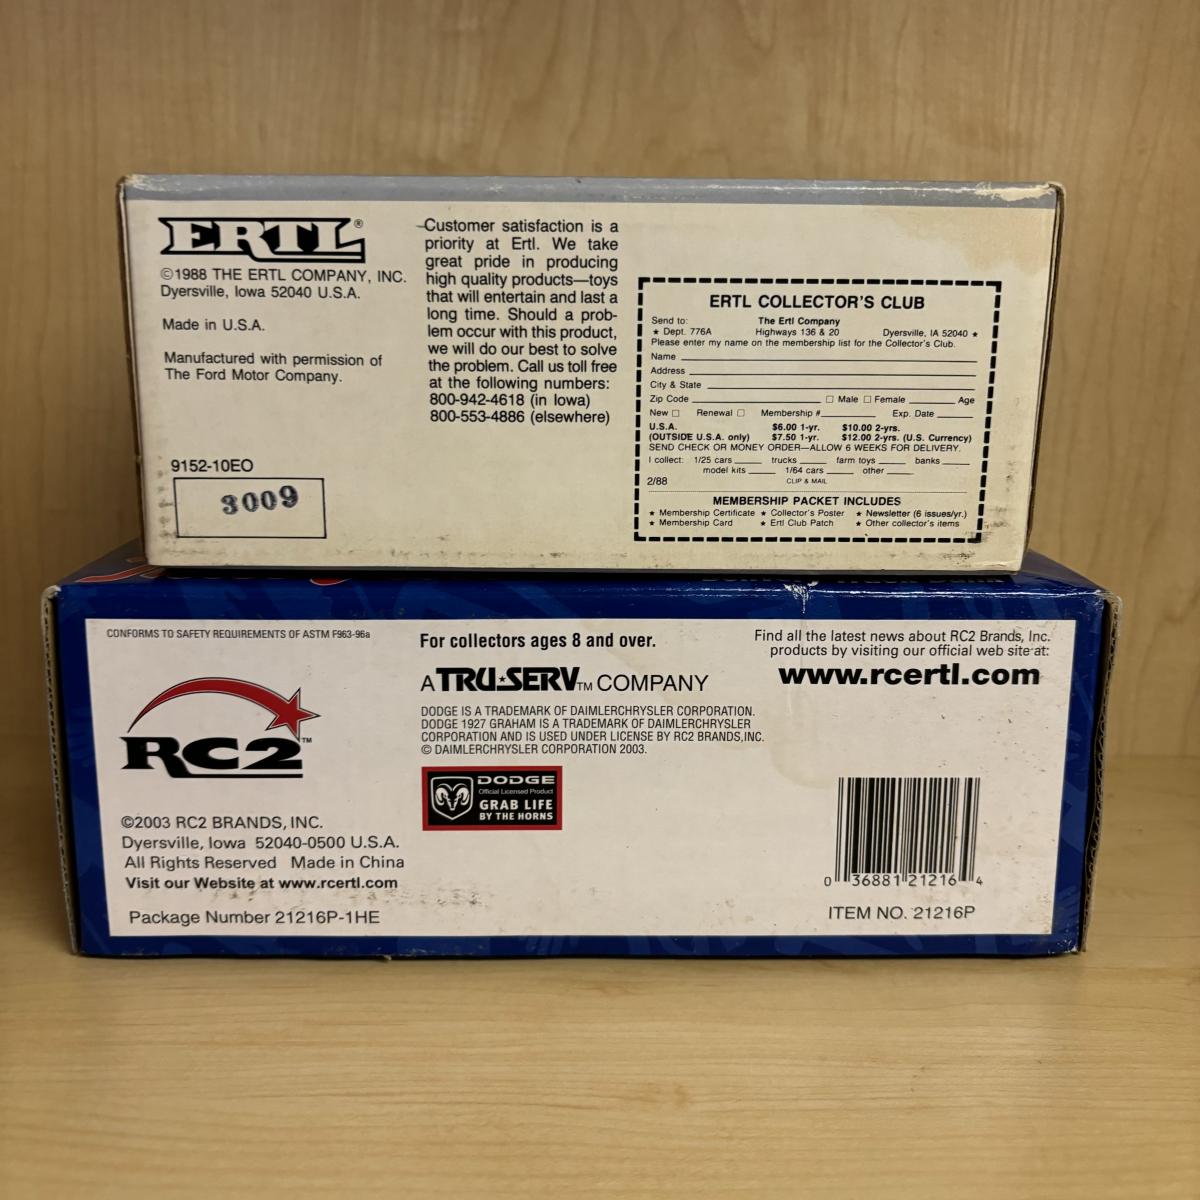 ERTL®
©1988 THE ERTL COMPANY, INC.
Dyersville, Iowa 52040 U.S.A.
Made in U.S.A.
Manufactured with permission of
The Ford Motor Company.
9152-10EO
3009
Customer satisfaction is a
priority at Ertl. We take
great pride in producing
high quality products—toys
that will entertain and last a
long time. Should a prob-
lem occur with this product,
we will do our best to solve
the problem. Call us toll free
at the following numbers:
800-942-4618 (in Iowa)
800-553-4886 (elsewhere)
ERTL COLLECTOR'S CLUB
Send to: The Ertl Company
★ Dept. 776A Highways 136 & 20 Dyersville, IA 52040 ★
Please enter my name on the membership list for the Collector's Club.
Name
Address
City & State
Zip Code □ Male □ Female Age
New □ Renewal □ Membership # Exp. Date
U.S.A. $6.00 1-yr. $10.00 2-yrs.
(OUTSIDE U.S.A. only) $7.50 1-yr. $12.00 2-yrs. (U.S. Currency)
SEND CHECK OR MONEY ORDER—ALLOW 6 WEEKS FOR DELIVERY.
I collect: 1/25 cars trucks farm toys banks
model kits 1/64 cars other
2/88 CLIP & MAIL
MEMBERSHIP PACKET INCLUDES
★ Membership Certificate ★ Collector's Poster ★ Newsletter (6 issues/yr.)
★ Membership Card ★ Ertl Club Patch ★ Other collector's items
CONFORMS TO SAFETY REQUIREMENTS OF ASTM F963-96a
RC2™
©2003 RC2 BRANDS, INC.
Dyersville, Iowa 52040-0500 U.S.A.
All Rights Reserved Made in China
Visit our Website at www.rcertl.com
Package Number 21216P-1HE
For collectors ages 8 and over.
A TRU★SERV™ COMPANY
DODGE IS A TRADEMARK OF DAIMLERCHRYSLER CORPORATION.
DODGE 1927 GRAHAM IS A TRADEMARK OF DAIMLERCHRYSLER
CORPORATION AND IS USED UNDER LICENSE BY RC2 BRANDS,INC.
© DAIMLERCHRYSLER CORPORATION 2003.
DODGE
Official Licensed Product
GRAB LIFE
BY THE HORNS
Find all the latest news about RC2 Brands, Inc.
products by visiting our official web site at:
www.rcertl.com
0 36881 21216 4
ITEM NO. 21216P